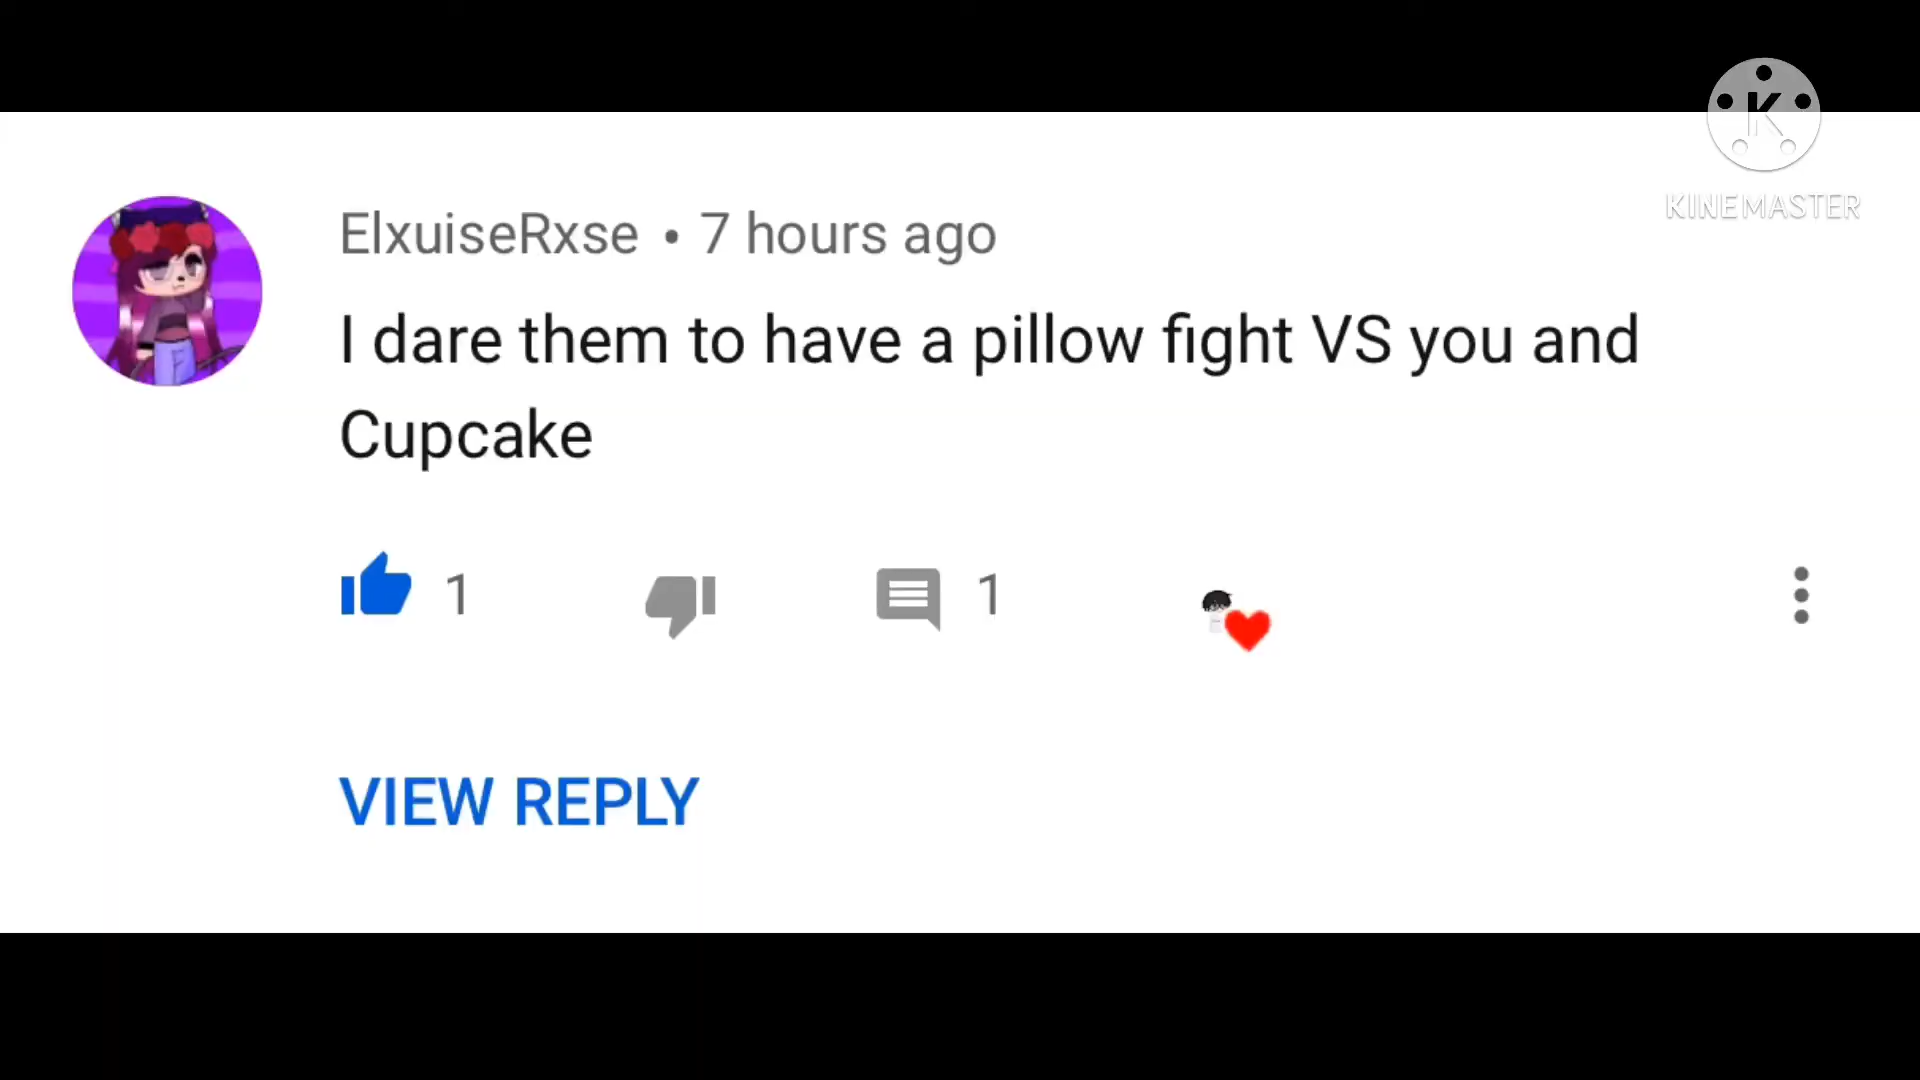 K
KINEMASTER
ElxuiseRxse • 7 hours ago
I dare them to have a pillow fight VS you and
Cupcake
1
1
VIEW REPLY